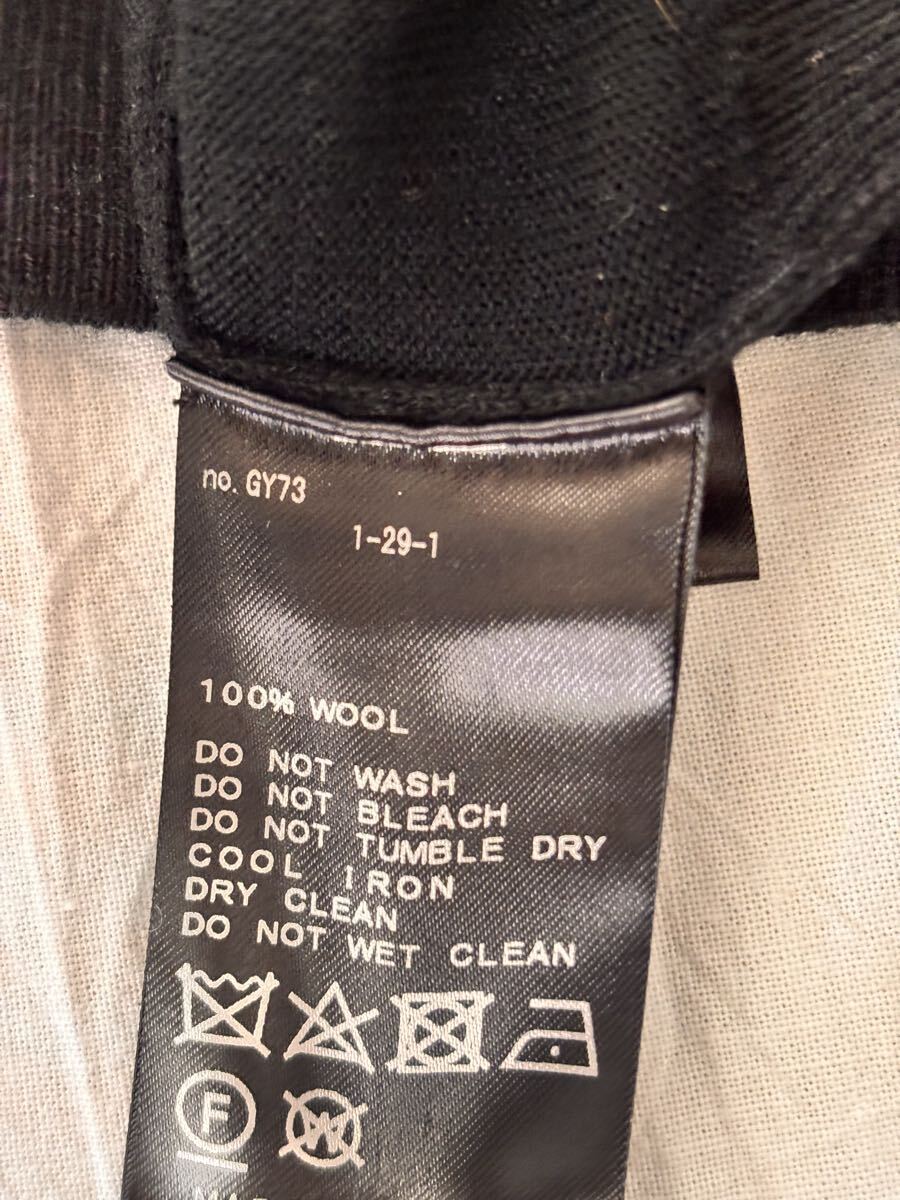 no. GY73
1-29-1
100% WOOL
DO NOT WASH
DO NOT BLEACH
DO NOT TUMBLE DRY
COOL IRON
DRY CLEAN
DO NOT WET CLEAN
F W